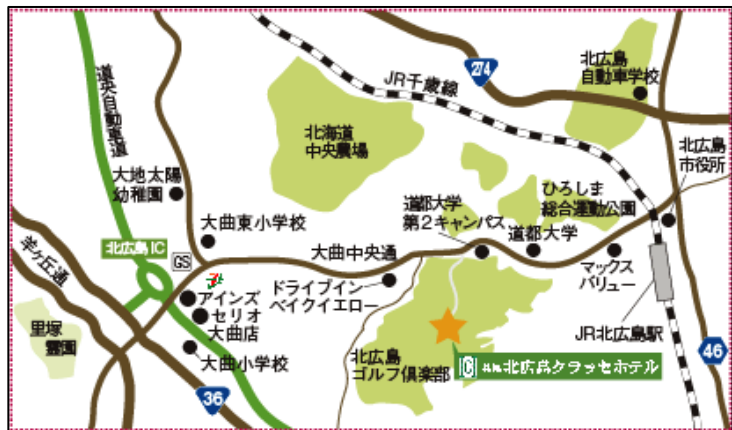 274
北広島
自動車学校
JR千歳線
道央自動車道
北海道
中央農場
北広島
市役所
大地太陽
幼稚園
道都大学
第2キャンパス
ひろしま
総合運動公園
大曲東小学校
大曲中央通
道都大学
羊ヶ丘通
北広島IC
GS
ドライブイン
ベイクイエロー
マックス
バリュー
アインズ
セリオ
大曲店
JR北広島駅
里塚
霊園
大曲小学校
北広島
ゴルフ倶楽部
北広島クラッセホテル
46
36